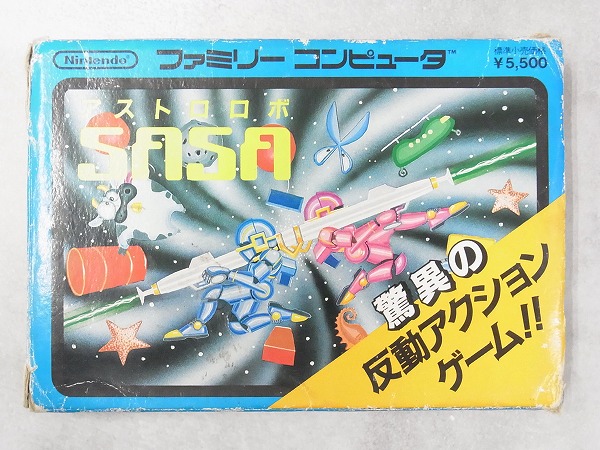 Nintendo ファミリー コンピュータ™
標準小売価格
¥5,500
アストロロボ
SASA
驚異の
反動アクション
ゲーム!!